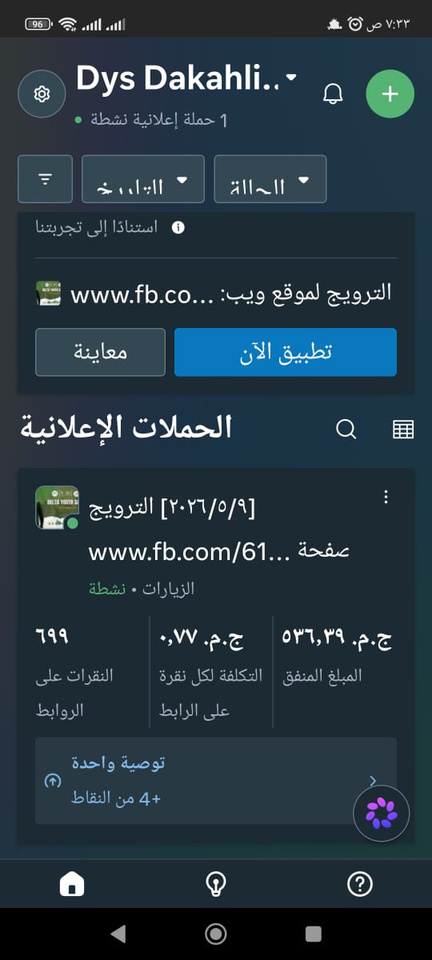 ٧:٣٣ ص
96
Dys Dakahli..
1 حملة إعلانية نشطة
الحالة
التاريخ
استنادًا إلى تجربتنا
الترويج لموقع ويب: www.fb.co...
تطبيق الآن
معاينة
الحملات الإعلانية
[٢٠٢٦/٥/٩] الترويج
صفحة www.fb.com/61...
الزيارات • نشطة
ج.م.‏ ٥٣٦,٣٩
المبلغ المنفق
ج.م.‏ ٠,٧٧
التكلفة لكل نقرة
على الرابط
٦٩٩
النقرات على
الروابط
توصية واحدة
+4 من النقاط